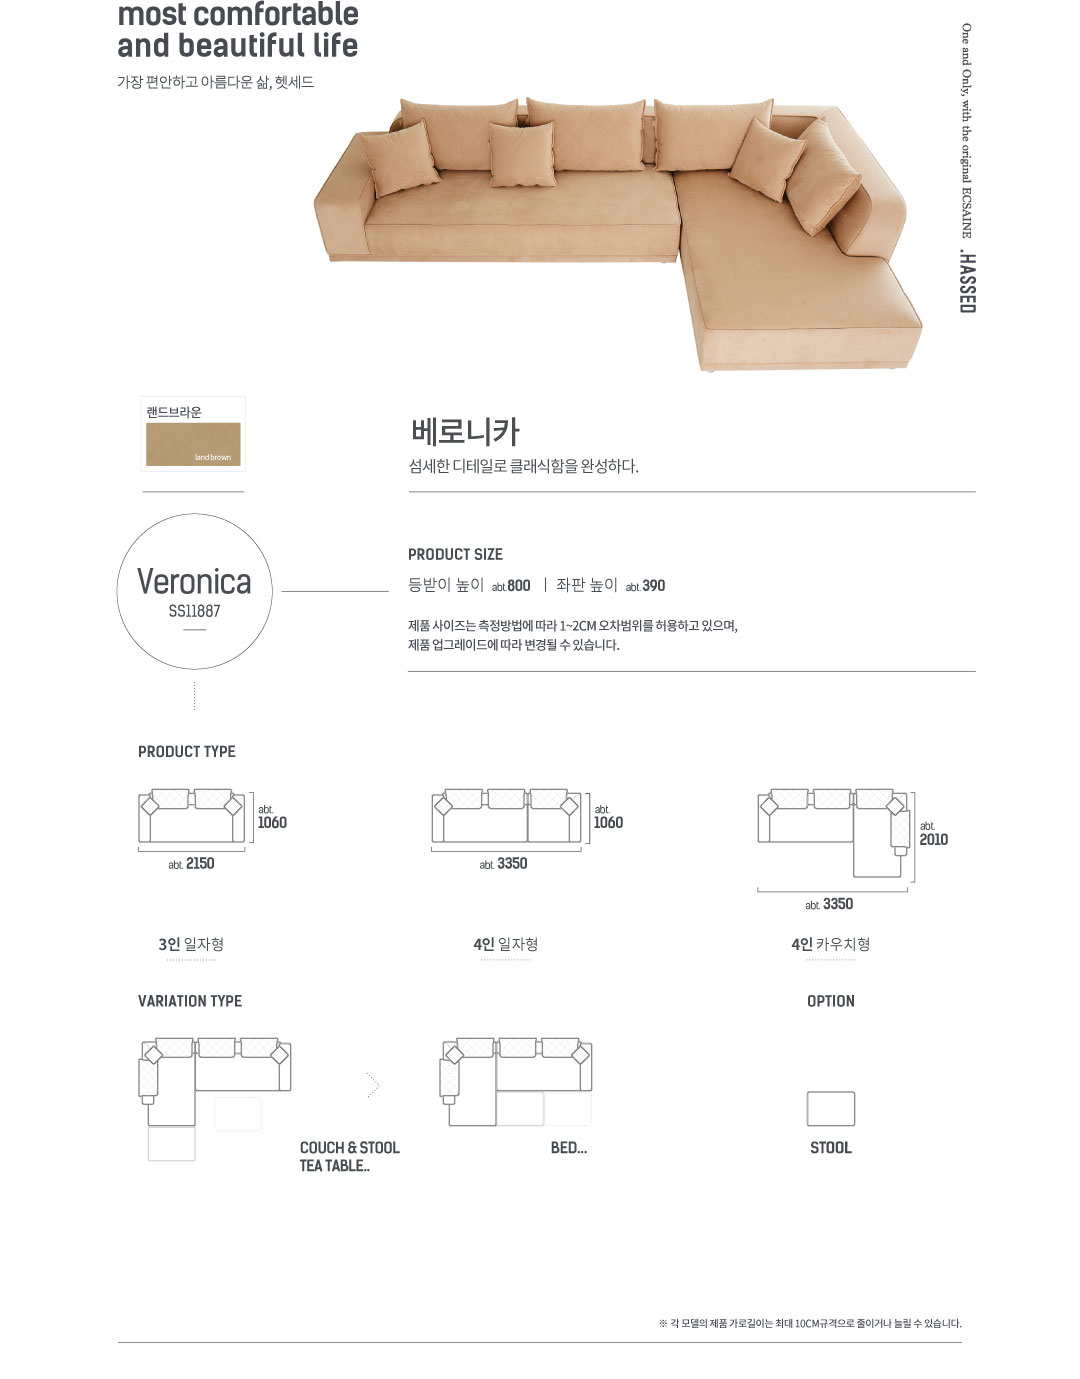 most comfortable
and beautiful life
가장 편안하고 아름다운 삶, 헷세드
One and Only, with the original ECSAINE .HASSED
랜드브라운
land brown
베로니카
섬세한 디테일로 클래식함을 완성하다.
Veronica
SS11887
PRODUCT SIZE
등받이 높이 abt.800 | 좌판 높이 abt.390
제품 사이즈는 측정방법에 따라 1~2CM 오차범위를 허용하고 있으며,
제품 업그레이드에 따라 변경될 수 있습니다.
PRODUCT TYPE
abt.
1060
abt. 2150
3인 일자형
abt.
1060
abt. 3350
4인 일자형
abt.
2010
abt. 3350
4인 카우치형
VARIATION TYPE
COUCH & STOOL
TEA TABLE..
BED...
OPTION
STOOL
※ 각 모델의 제품 가로길이는 최대 10CM규격으로 줄이거나 늘릴 수 있습니다.